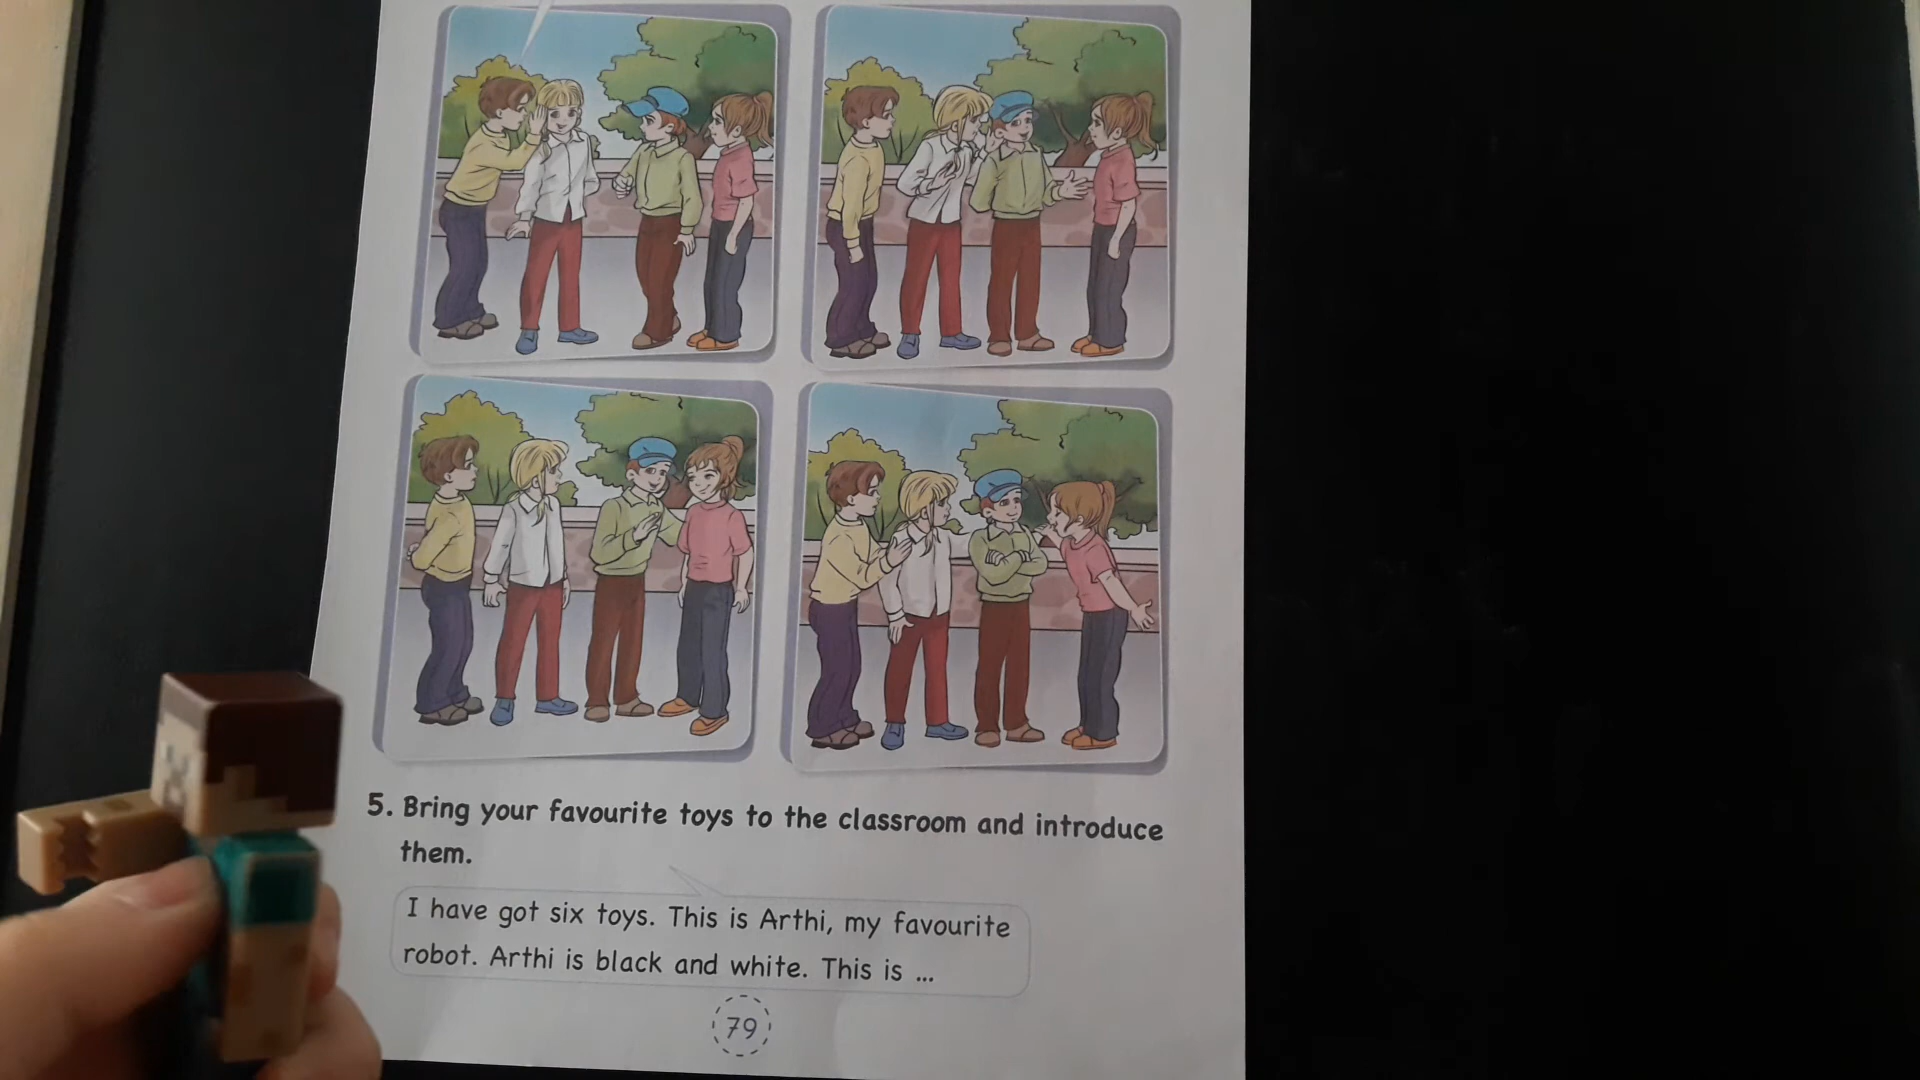 5. Bring your favourite toys to the classroom and introduce
them.
I have got six toys. This is Arthi, my favourite
robot. Arthi is black and white. This is ...
79